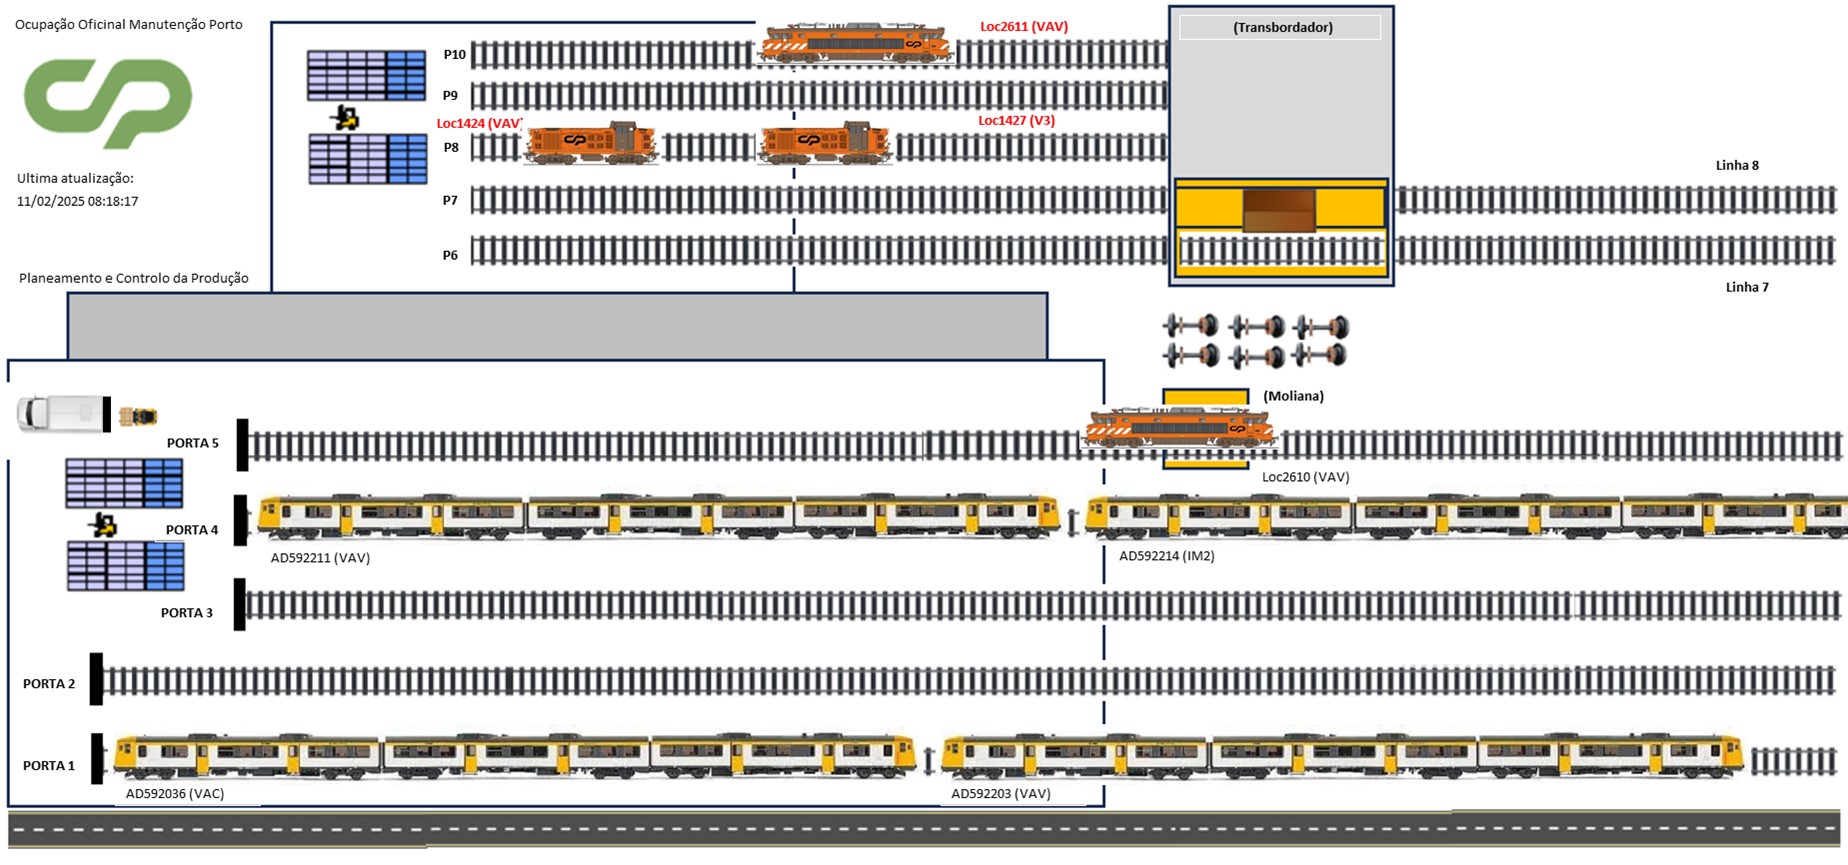 Ocupação Oficinal Manutenção Porto
Loc2611 (VAV)
(Transbordador)
P10
P9
Loc1424 (VAV)
Loc1427 (V3)
P8
Linha 8
Ultima atualização:
11/02/2025 08:18:17
P7
P6
Planeamento e Controlo da Produção
Linha 7
(Moliana)
PORTA 5
Loc2610 (VAV)
PORTA 4
AD592211 (VAV)
AD592214 (IM2)
PORTA 3
PORTA 2
PORTA 1
AD592036 (VAC)
AD592203 (VAV)